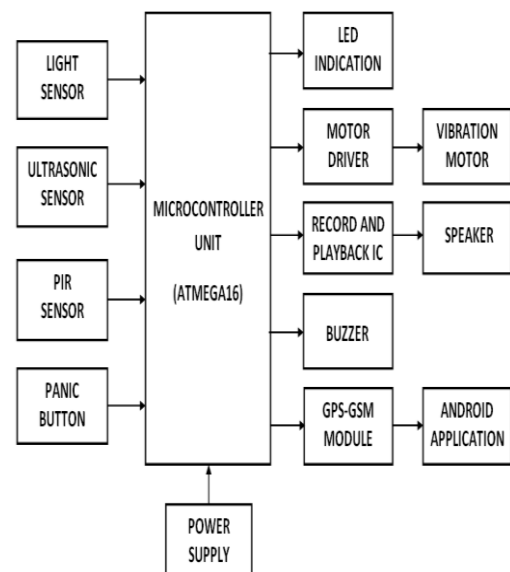 LIGHT
SENSOR
ULTRASONIC
SENSOR
PIR
SENSOR
PANIC
BUTTON
MICROCONTROLLER
UNIT
(ATMEGA16)
POWER
SUPPLY
LED
INDICATION
MOTOR
DRIVER
VIBRATION
MOTOR
RECORD AND
PLAYBACK IC
SPEAKER
BUZZER
GPS-GSM
MODULE
ANDROID
APPLICATION